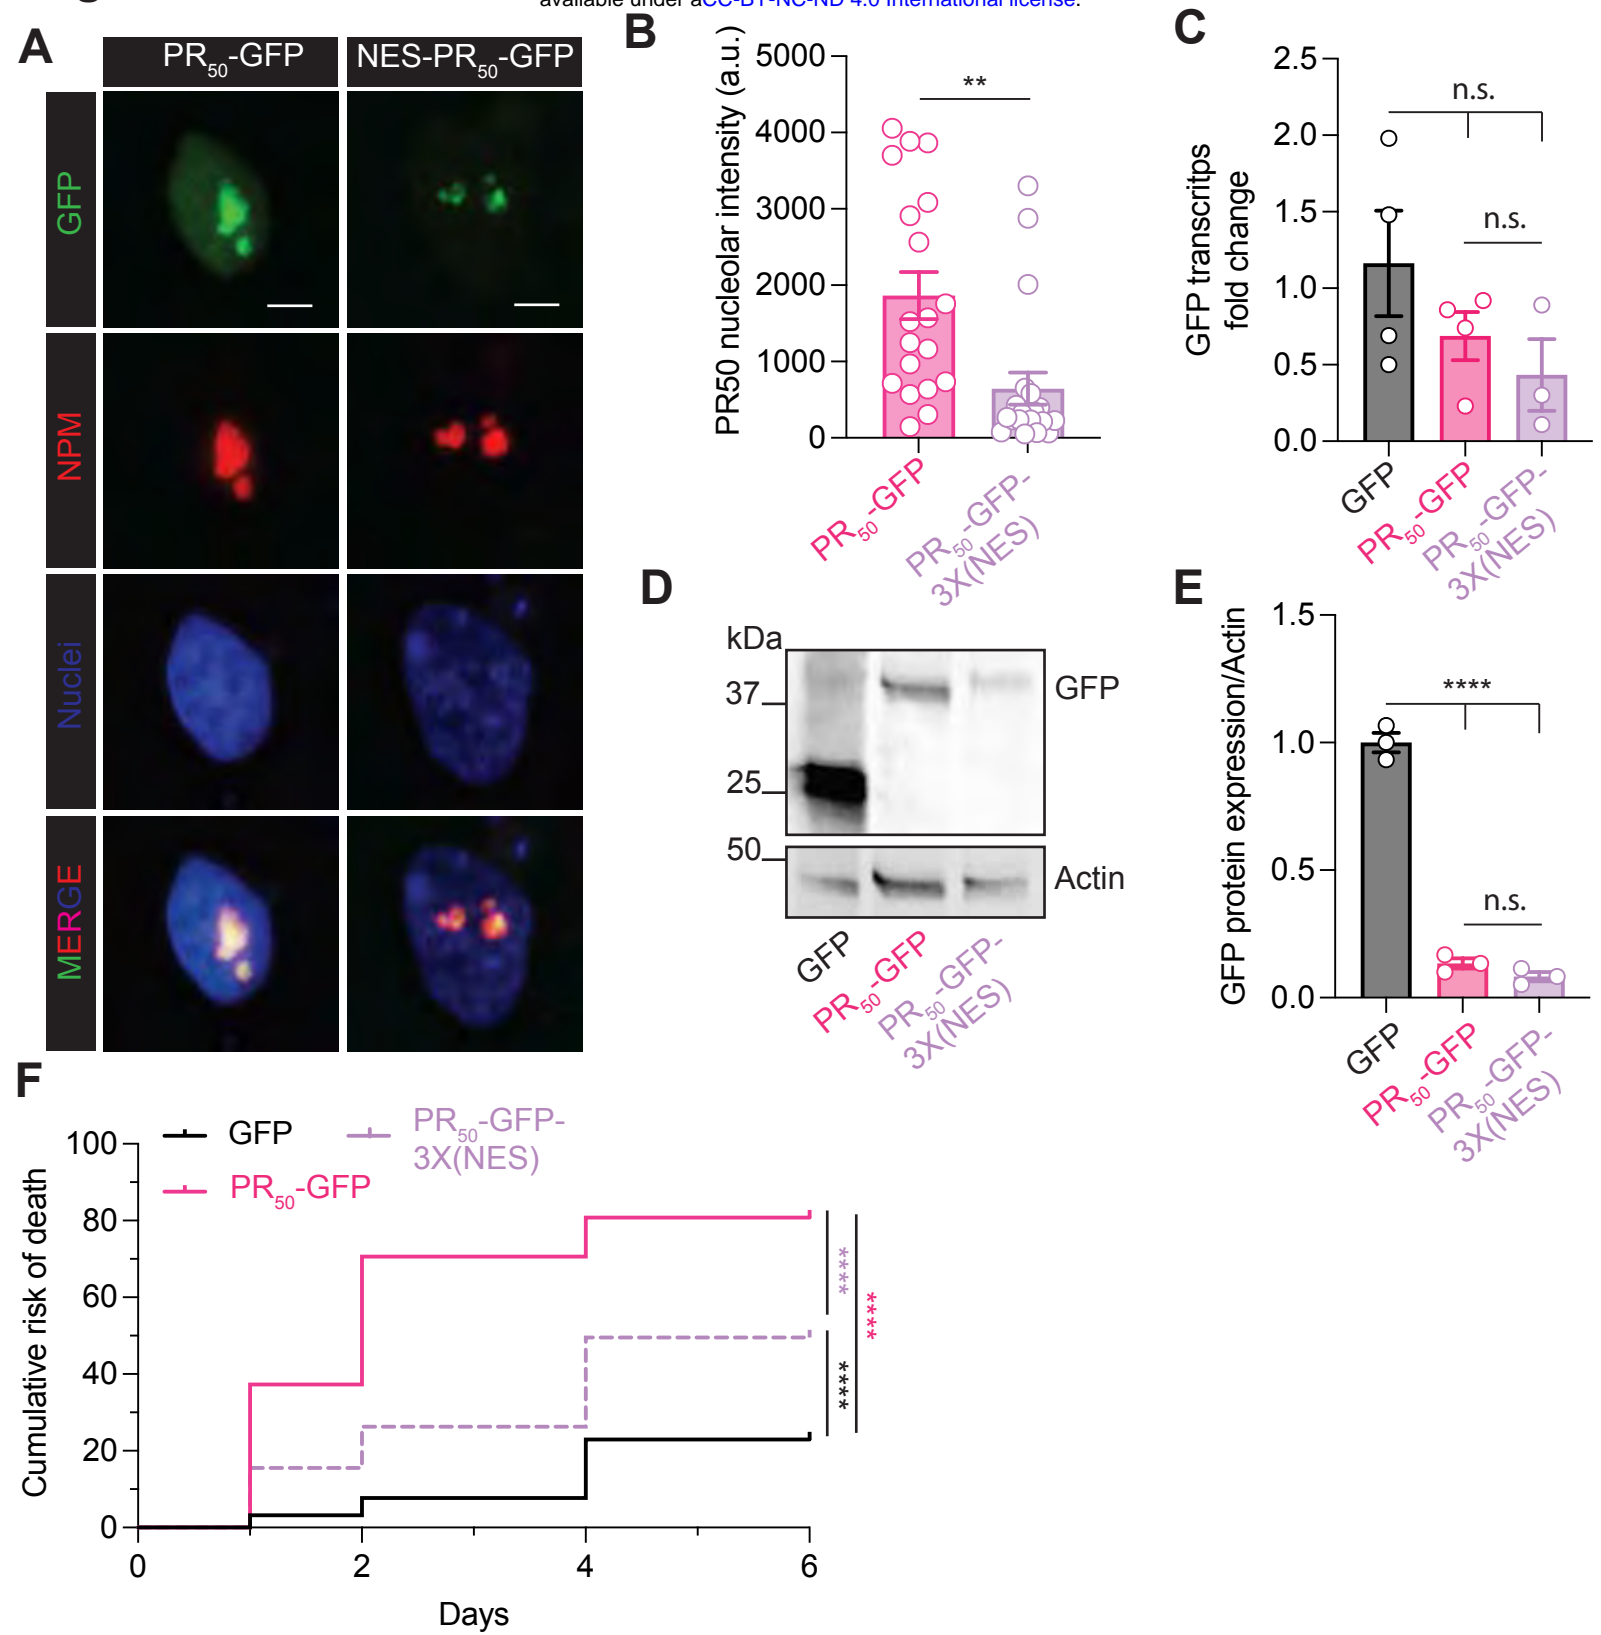 available under aCC-BY-NC-ND 4.0 International license.
A
PR50-GFP
NES-PR50-GFP
GFP
NPM
Nuclei
MERGE
B
PR50 nucleolar intensity (a.u.)
5000
4000
3000
2000
1000
0
**
PR50-GFP
PR50-GFP-
3X(NES)
C
GFP transcritps
fold change
2.5
2.0
1.5
1.0
0.5
0.0
n.s.
n.s.
GFP
PR50-GFP
PR50-GFP-
3X(NES)
D
kDa
37
25
50
GFP
Actin
GFP
PR50-GFP
PR50-GFP-
3X(NES)
E
GFP protein expression/Actin
1.5
1.0
0.5
0.0
****
n.s.
GFP
PR50-GFP
PR50-GFP-
3X(NES)
F
GFP
PR50-GFP
PR50-GFP-
3X(NES)
Cumulative risk of death
100
80
60
40
20
0
0
2
4
6
Days
****
****
****